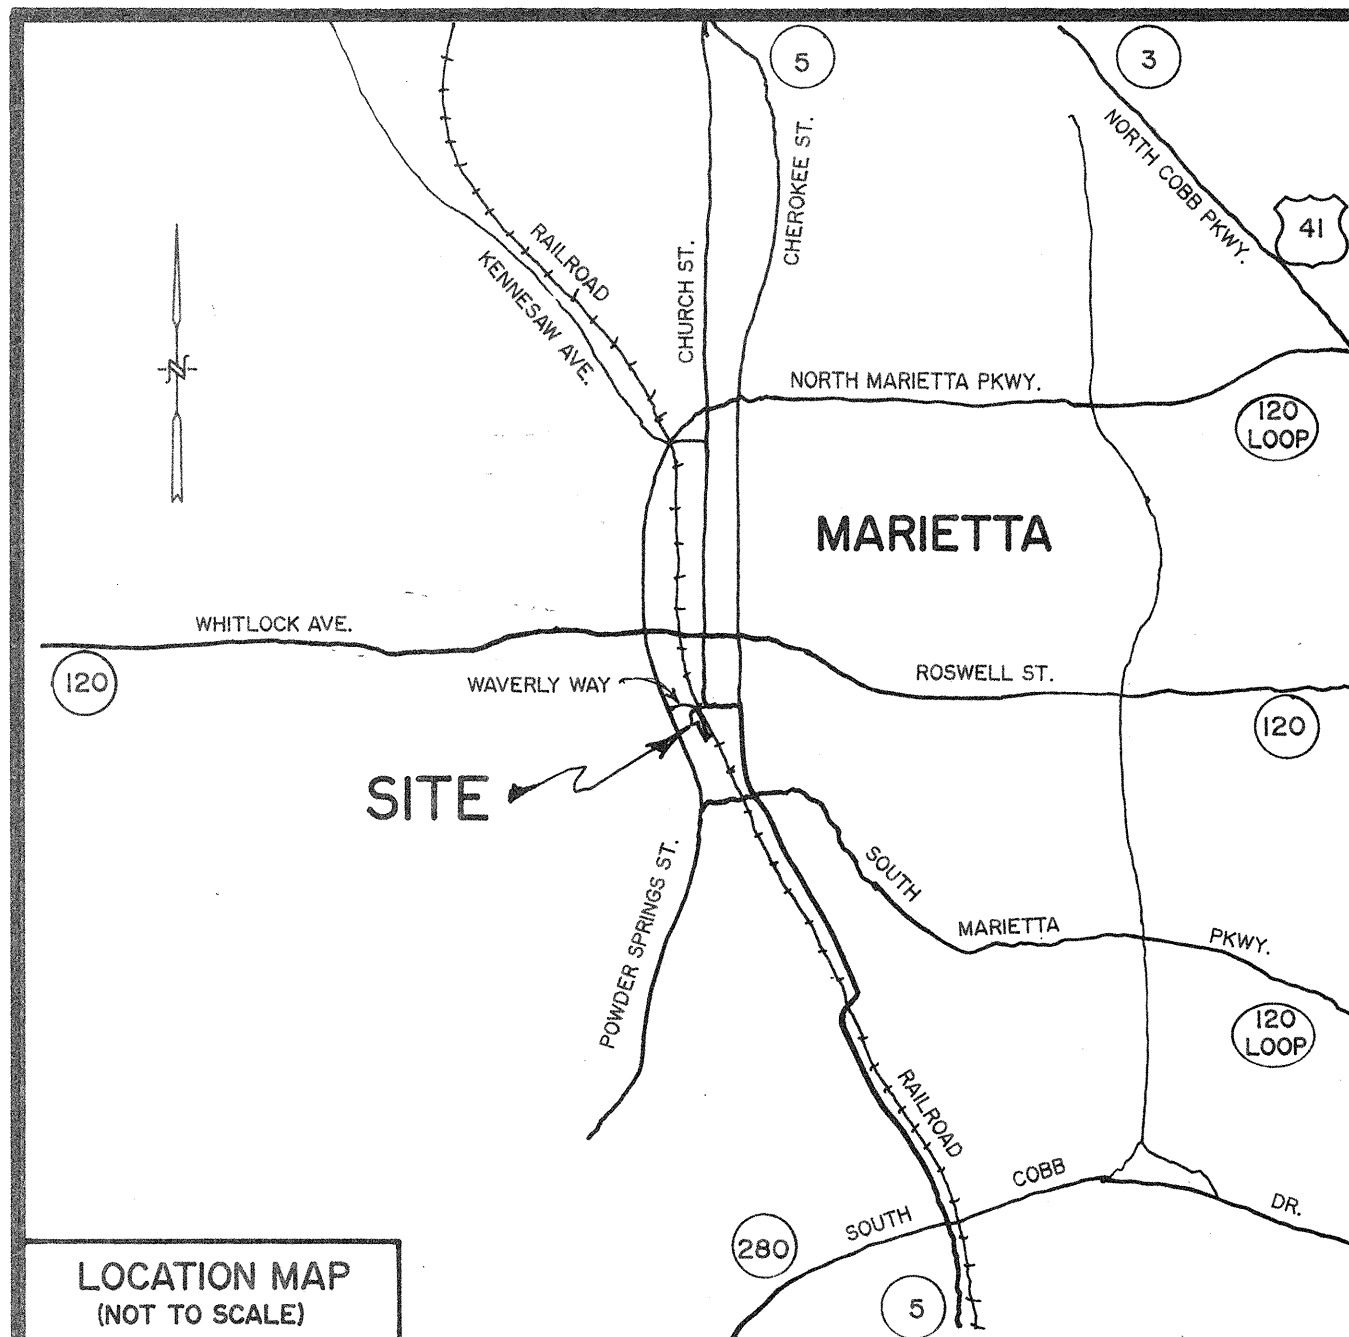 5
3
NORTH COBB PKWY.
41
CHEROKEE ST.
CHURCH ST.
RAILROAD
KENNESAW AVE.
N
NORTH MARIETTA PKWY.
120
LOOP
MARIETTA
WHITLOCK AVE.
120
WAVERLY WAY
ROSWELL ST.
120
SITE
SOUTH
MARIETTA
PKWY.
POWDER SPRINGS ST.
120
LOOP
RAILROAD
SOUTH
COBB
DR.
280
5
LOCATION MAP
(NOT TO SCALE)